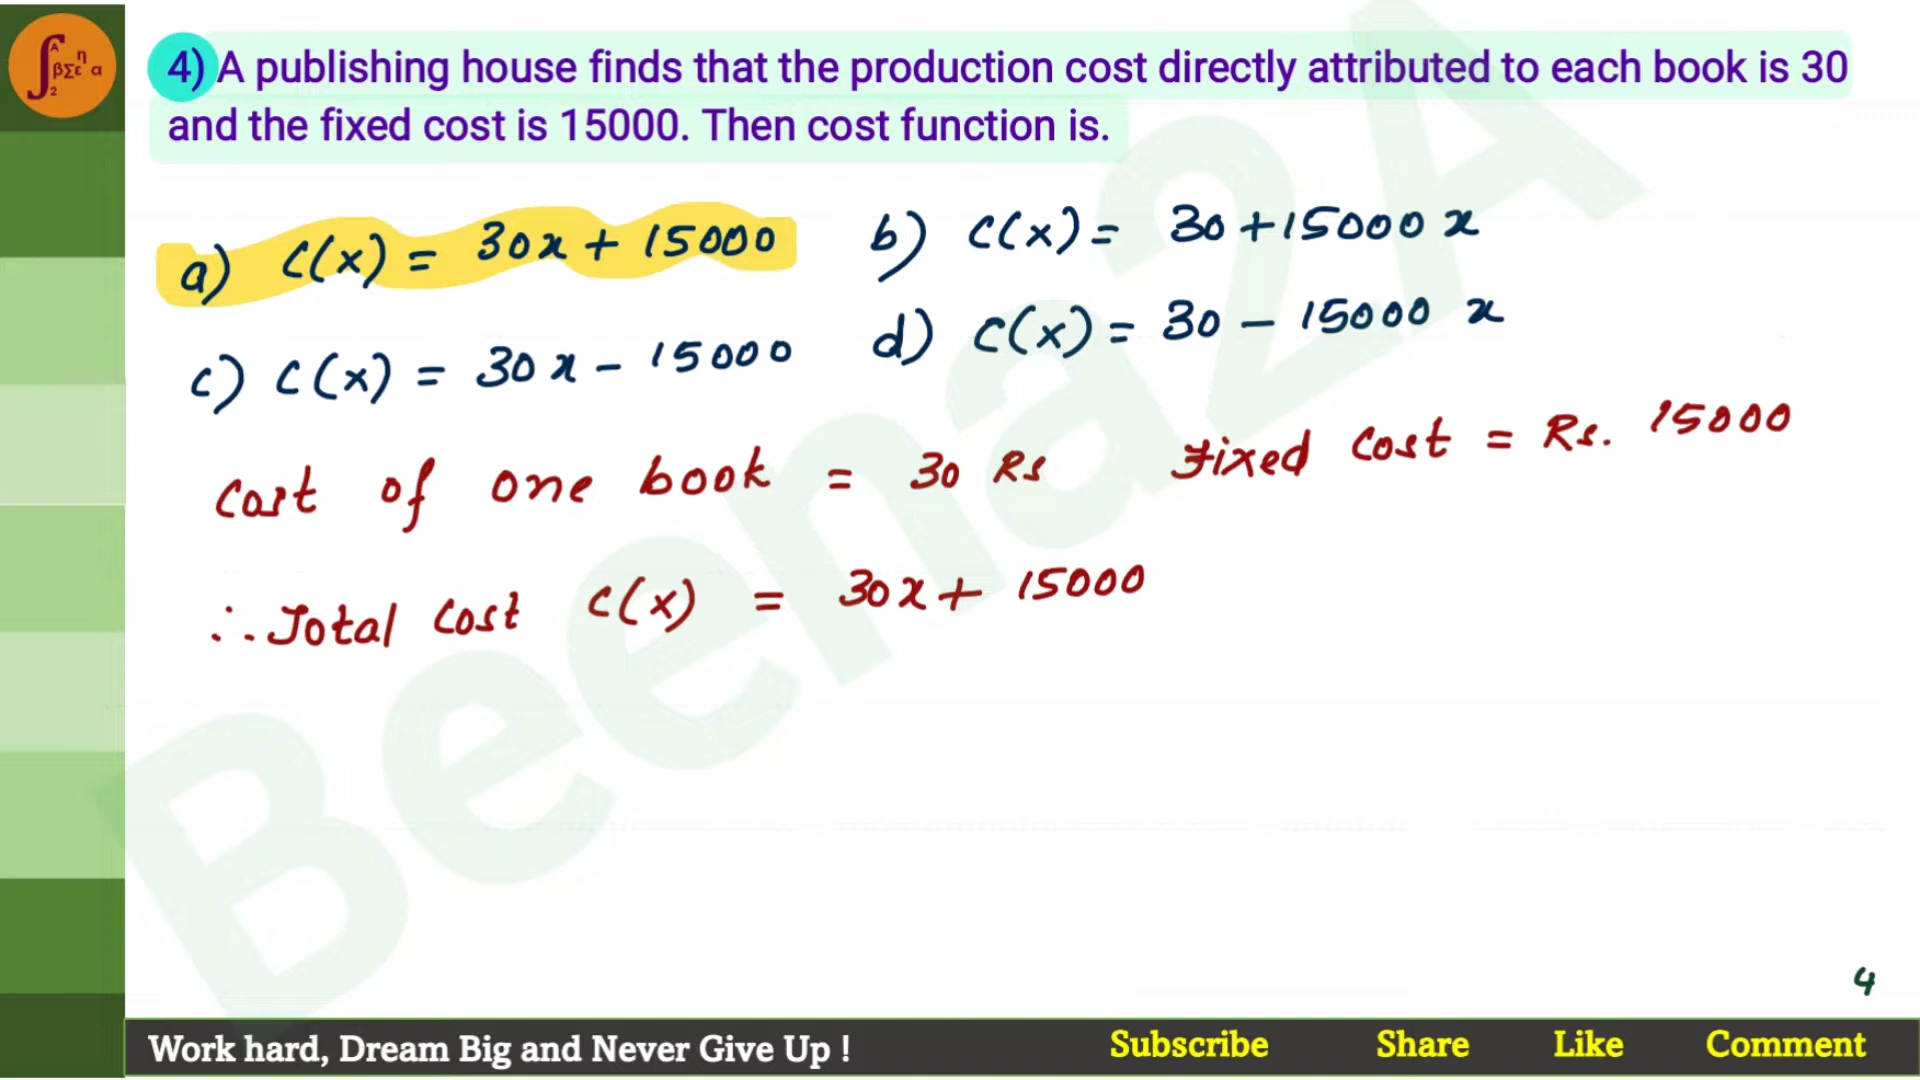 4) A publishing house finds that the production cost directly attributed to each book is 30
and the fixed cost is 15000. Then cost function is.
a) C(x) = 30x + 15000
b) C(x) = 30 + 15000 x
c) C(x) = 30x - 15000
d) C(x) = 30 - 15000 x
Cost of one book = 30 Rs
Fixed Cost = Rs. 15000
∴ Total Cost C(x) = 30x + 15000
Beena2A
4
Work hard, Dream Big and Never Give Up !
Subscribe Share Like Comment